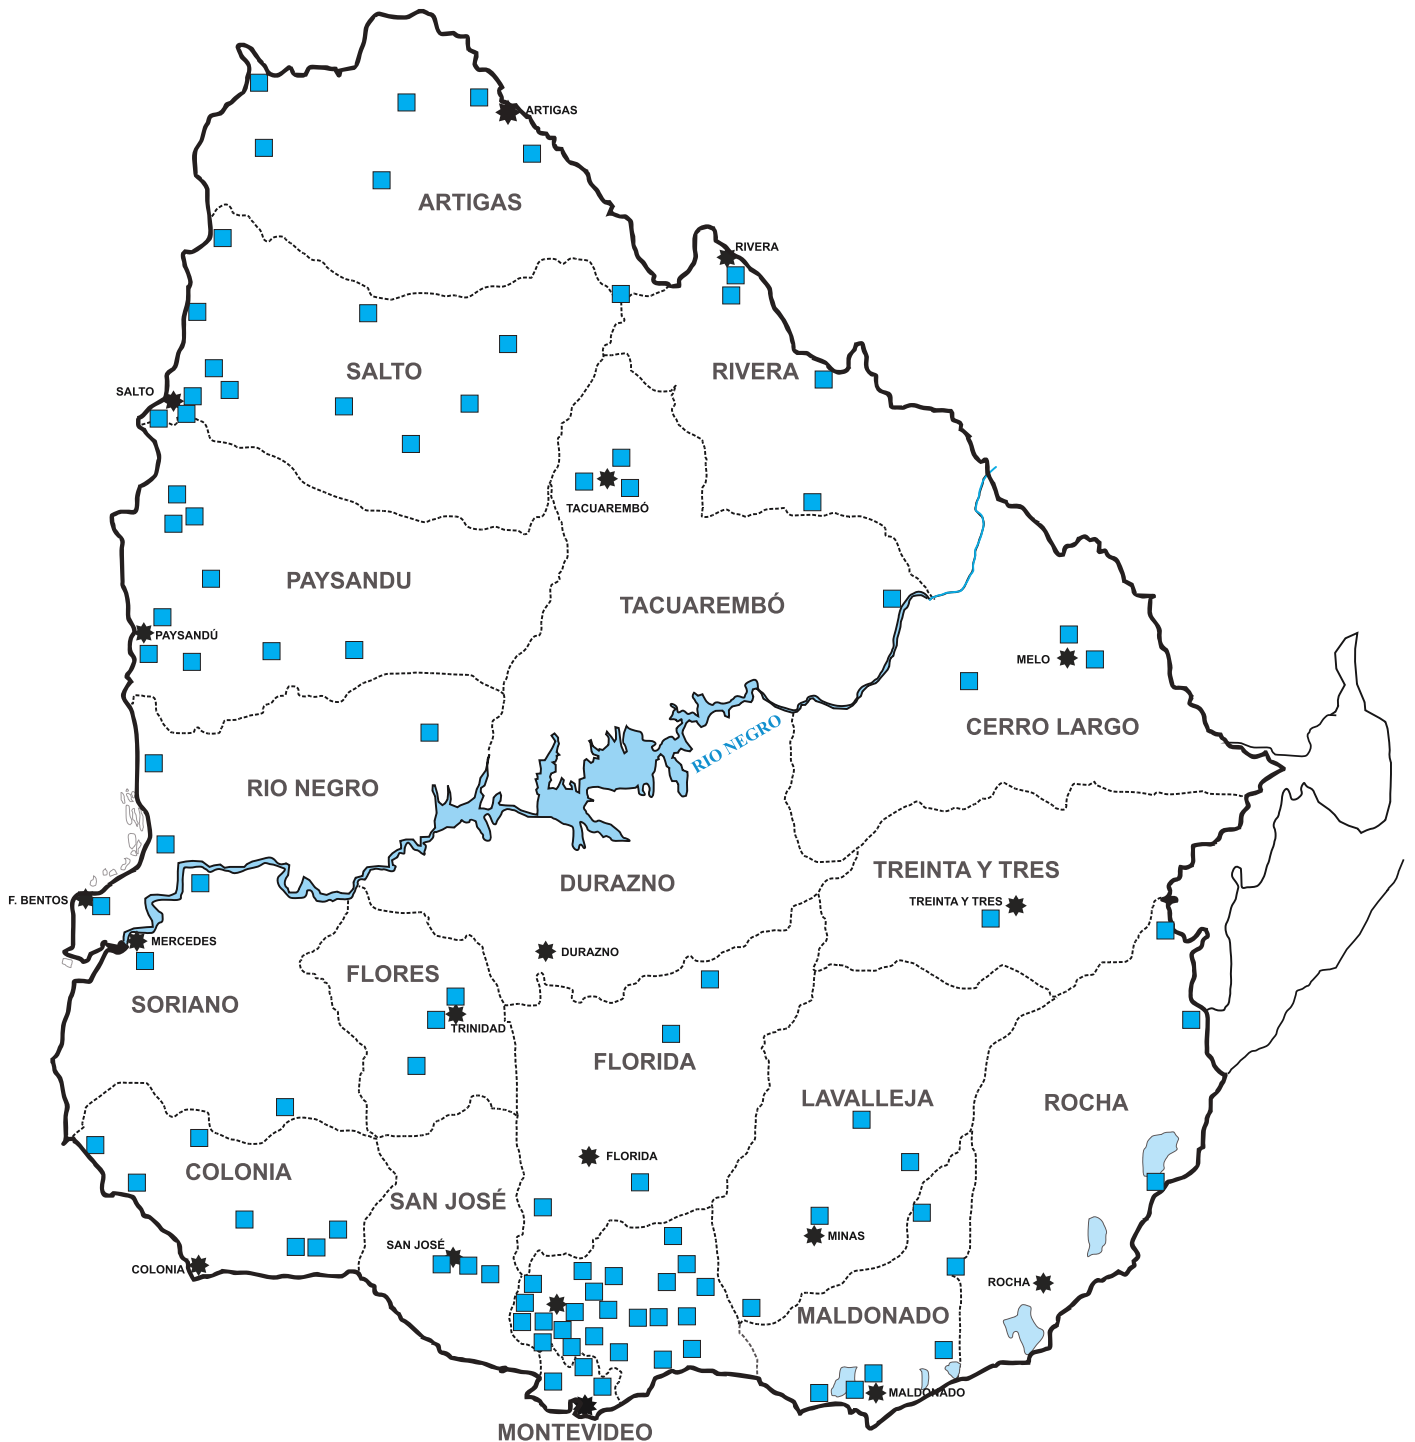 ARTIGAS
ARTIGAS
RIVERA
SALTO
RIVERA
SALTO
TACUAREMBÓ
PAYSANDU
TACUAREMBÓ
PAYSANDÚ
MELO
CERRO LARGO
RIO NEGRO
RIO NEGRO
TREINTA Y TRES
DURAZNO
F. BENTOS
TREINTA Y TRES
MERCEDES
DURAZNO
FLORES
SORIANO
TRINIDAD
FLORIDA
LAVALLEJA
ROCHA
FLORIDA
COLONIA
SAN JOSÉ
MINAS
SAN JOSÉ
COLONIA
ROCHA
MALDONADO
MALDONADO
MONTEVIDEO